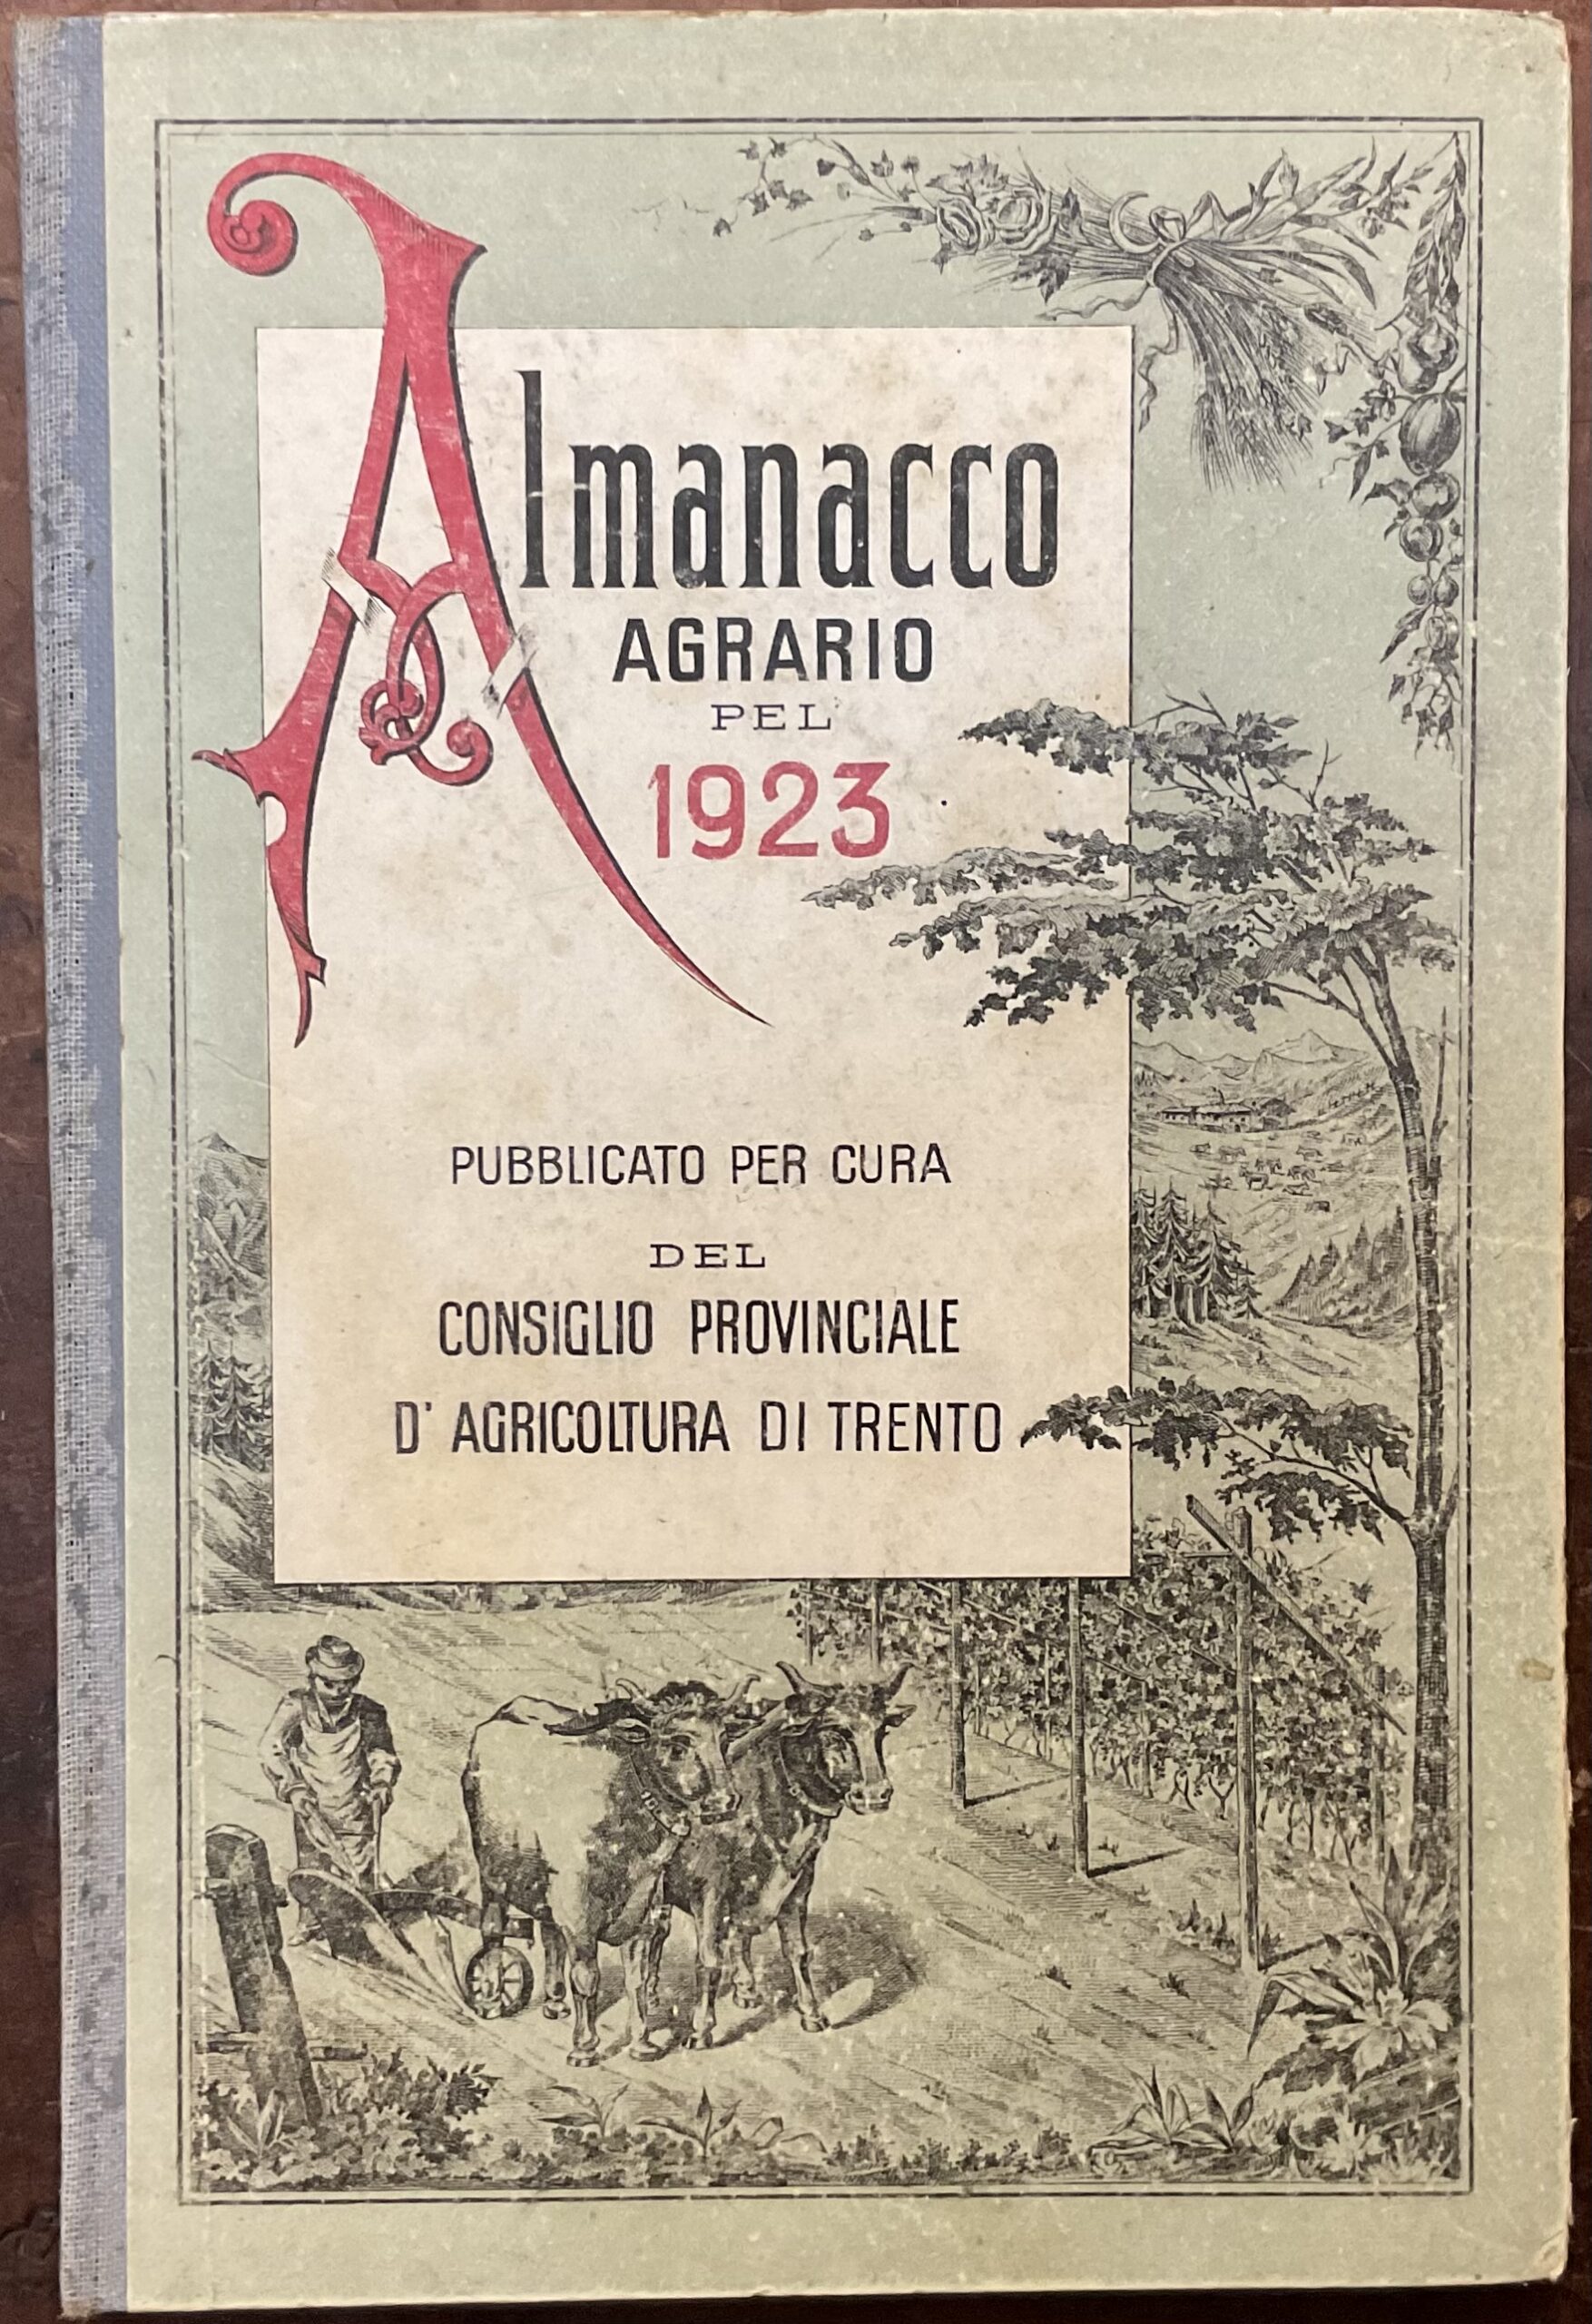 Almanacco
AGRARIO
PEL
1923
PUBBLICATO PER CURA
DEL
CONSIGLIO PROVINCIALE
D' AGRICOLTURA DI TRENTO